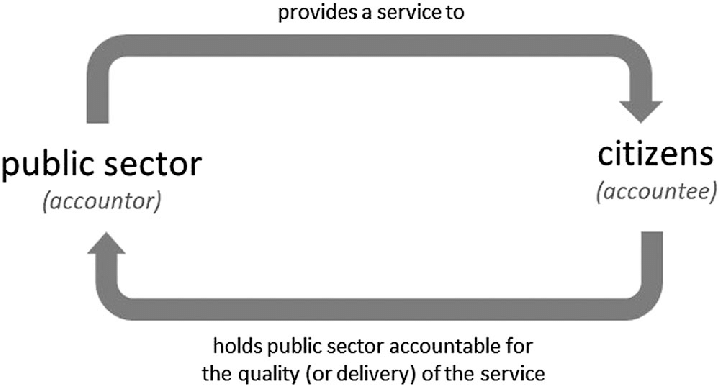 provides a service to
public sector
(accountor)
citizens
(accountee)
holds public sector accountable for
the quality (or delivery) of the service